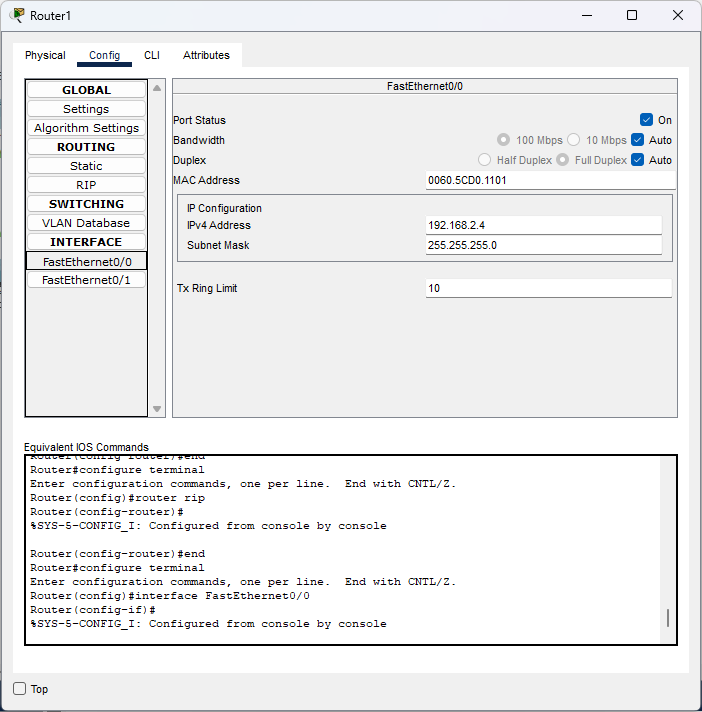 Router1
Physical Config CLI Attributes
GLOBAL
Settings
Algorithm Settings
ROUTING
Static
RIP
SWITCHING
VLAN Database
INTERFACE
FastEthernet0/0
FastEthernet0/1
FastEthernet0/0
Port Status On
Bandwidth 100 Mbps 10 Mbps Auto
Duplex Half Duplex Full Duplex Auto
MAC Address 0060.5CD0.1101
IP Configuration
IPv4 Address 192.168.2.4
Subnet Mask 255.255.255.0
Tx Ring Limit 10
Equivalent IOS Commands
Router(config-router)#end
Router#configure terminal
Enter configuration commands, one per line.  End with CNTL/Z.
Router(config)#router rip
Router(config-router)#
%SYS-5-CONFIG_I: Configured from console by console
Router(config-router)#end
Router#configure terminal
Enter configuration commands, one per line.  End with CNTL/Z.
Router(config)#interface FastEthernet0/0
Router(config-if)#
%SYS-5-CONFIG_I: Configured from console by console
Top